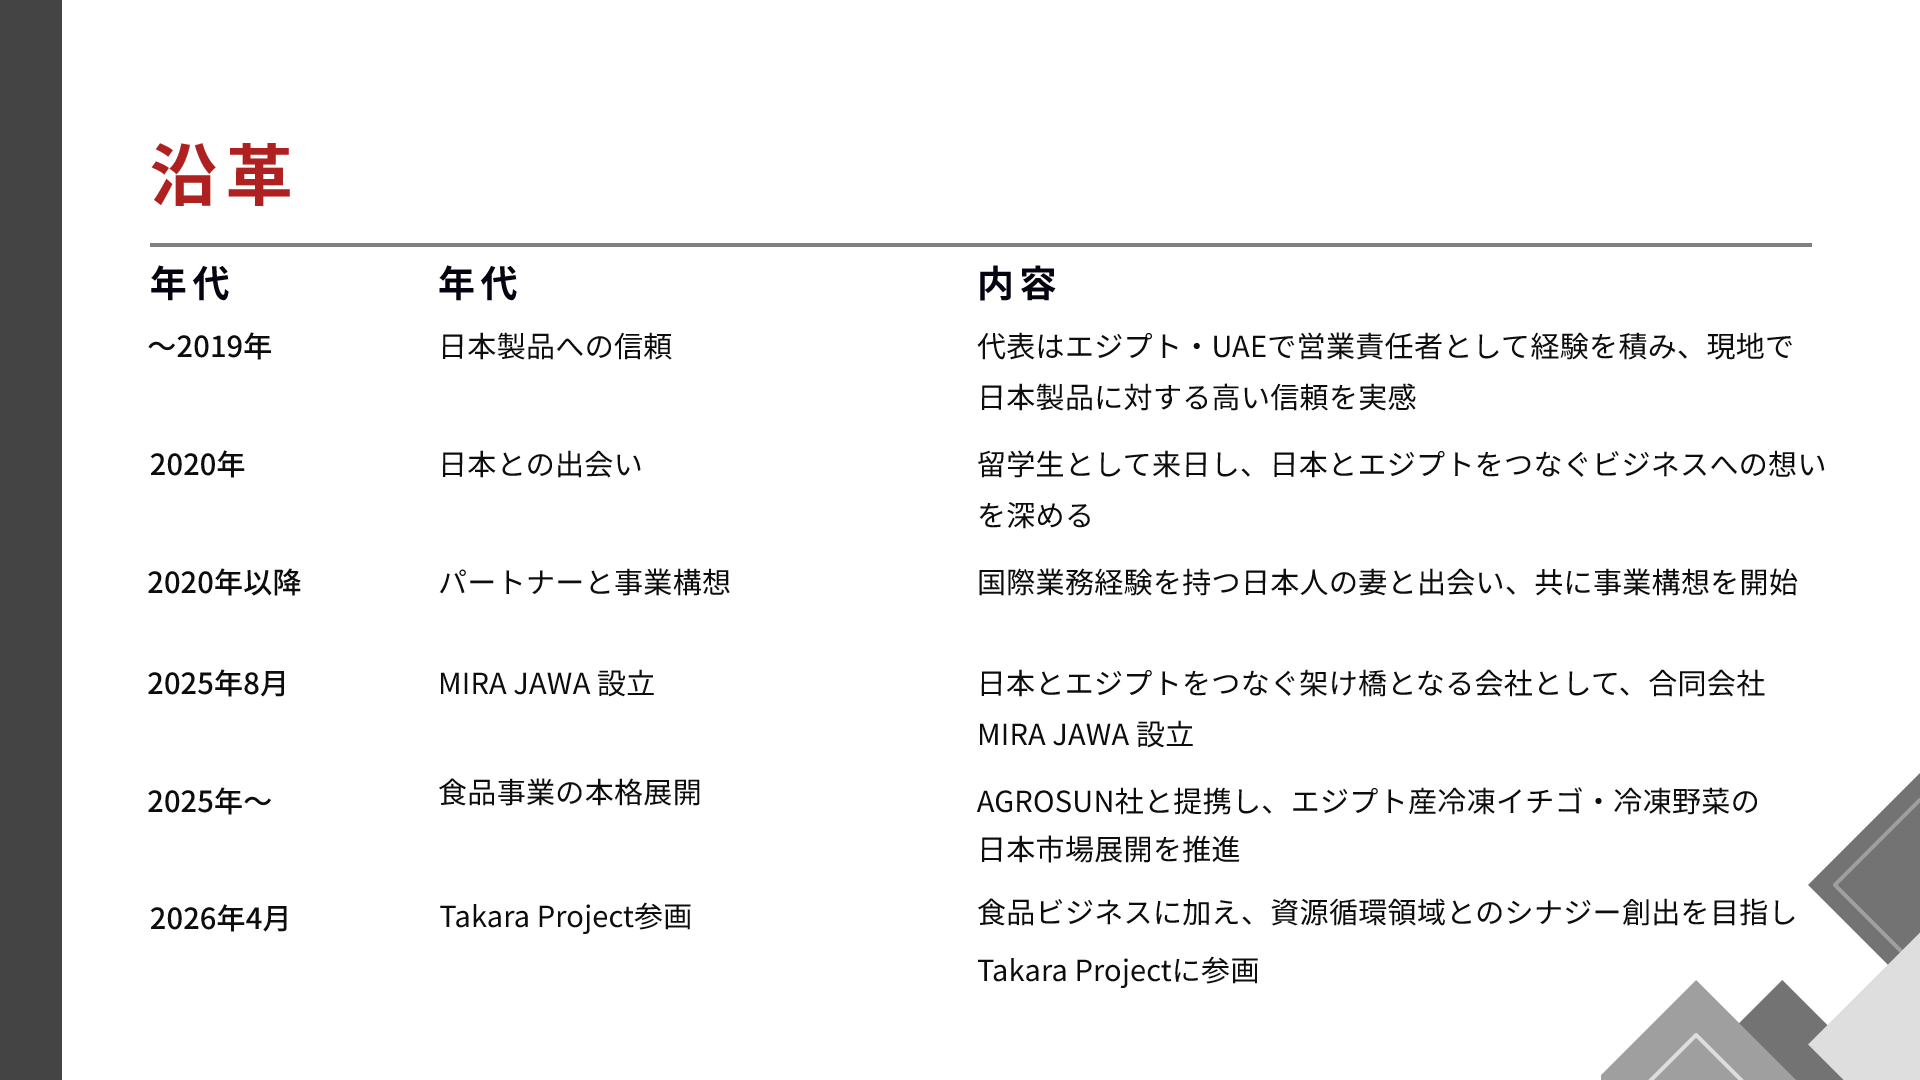 沿革
年代 年代 内容
～2019年 日本製品への信頼 代表はエジプト・UAEで営業責任者として経験を積み、現地で
日本製品に対する高い信頼を実感
2020年 日本との出会い 留学生として来日し、日本とエジプトをつなぐビジネスへの想い
を深める
2020年以降 パートナーと事業構想 国際業務経験を持つ日本人の妻と出会い、共に事業構想を開始
2025年8月 MIRA JAWA 設立 日本とエジプトをつなぐ架け橋となる会社として、合同会社
MIRA JAWA 設立
2025年～ 食品事業の本格展開 AGROSUN社と提携し、エジプト産冷凍イチゴ・冷凍野菜の
日本市場展開を推進
2026年4月 Takara Project参画 食品ビジネスに加え、資源循環領域とのシナジー創出を目指し
Takara Projectに参画